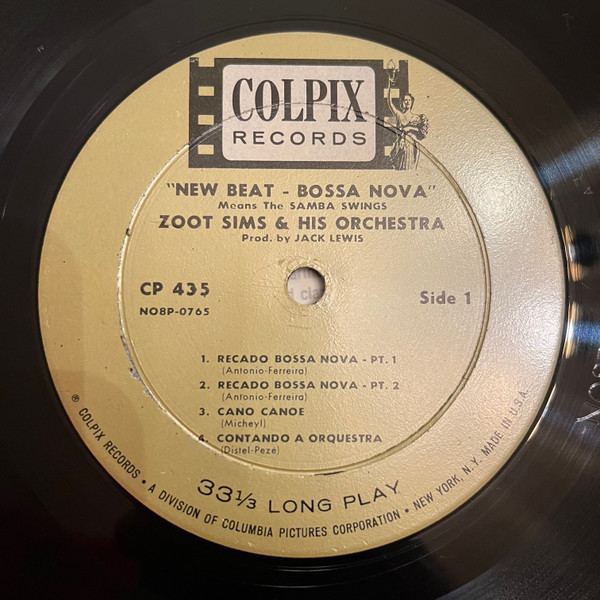 COLPIX
RECORDS
"NEW BEAT - BOSSA NOVA"
Means The SAMBA SWINGS
ZOOT SIMS & HIS ORCHESTRA
Prod. by JACK LEWIS
CP 435
NO8P-0765
Side 1
1. RECADO BOSSA NOVA - PT. 1
(Antonio-Ferreira)
2. RECADO BOSSA NOVA - PT. 2
(Antonio-Ferreira)
3. CANO CANOE
(Micheyl)
4. CONTANDO A ORQUESTRA
(Distel-Pezé)
33⅓ LONG PLAY
℗ COLPIX RECORDS • A DIVISION OF COLUMBIA PICTURES CORPORATION • NEW YORK, N.Y. MADE IN U.S.A.